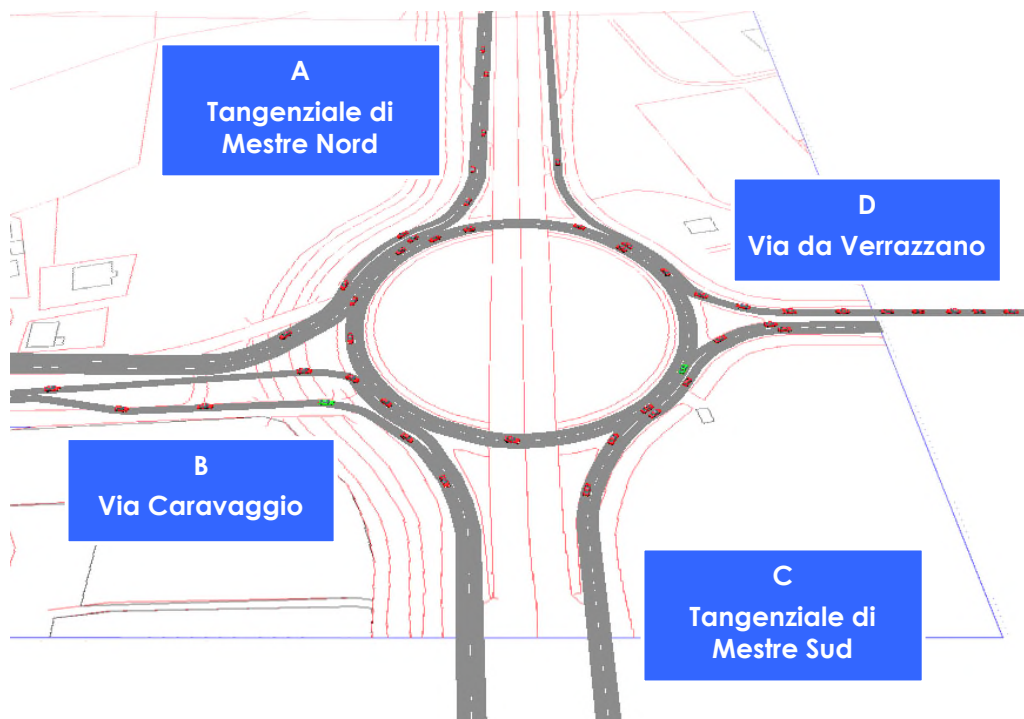 A
Tangenziale di
Mestre Nord
D
Via da Verrazzano
B
Via Caravaggio
C
Tangenziale di
Mestre Sud